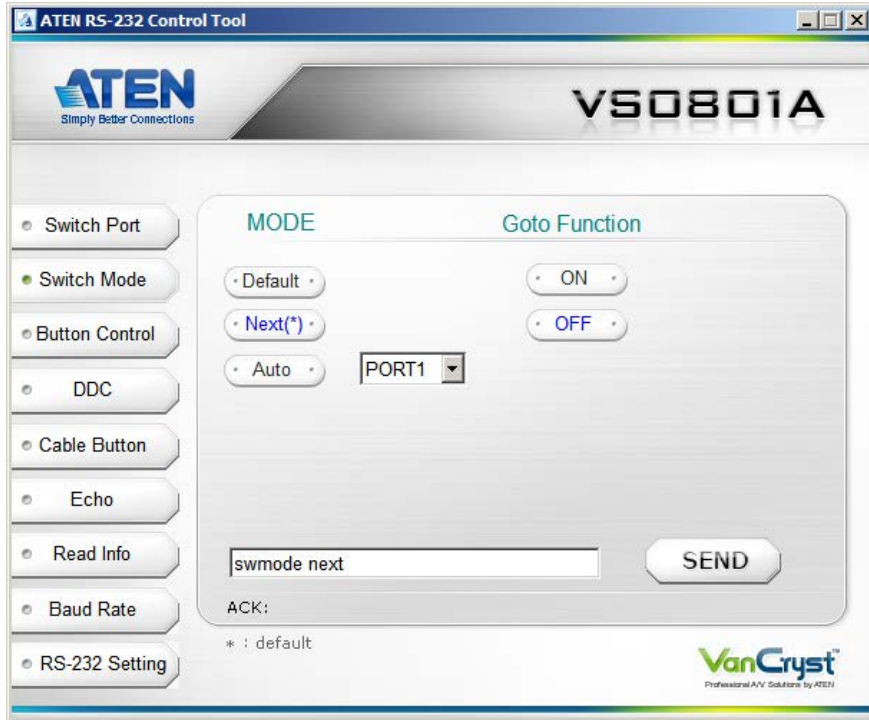 ATEN RS-232 Control Tool
ATEN
Simply Better Connections
VS0801A
Switch Port
Switch Mode
Button Control
DDC
Cable Button
Echo
Read Info
Baud Rate
RS-232 Setting
MODE
Goto Function
Default
ON
Next(*)
OFF
Auto
PORT1
swmode next
SEND
ACK:
* : default
VanCryst™
Professional A/V Solutions by ATEN